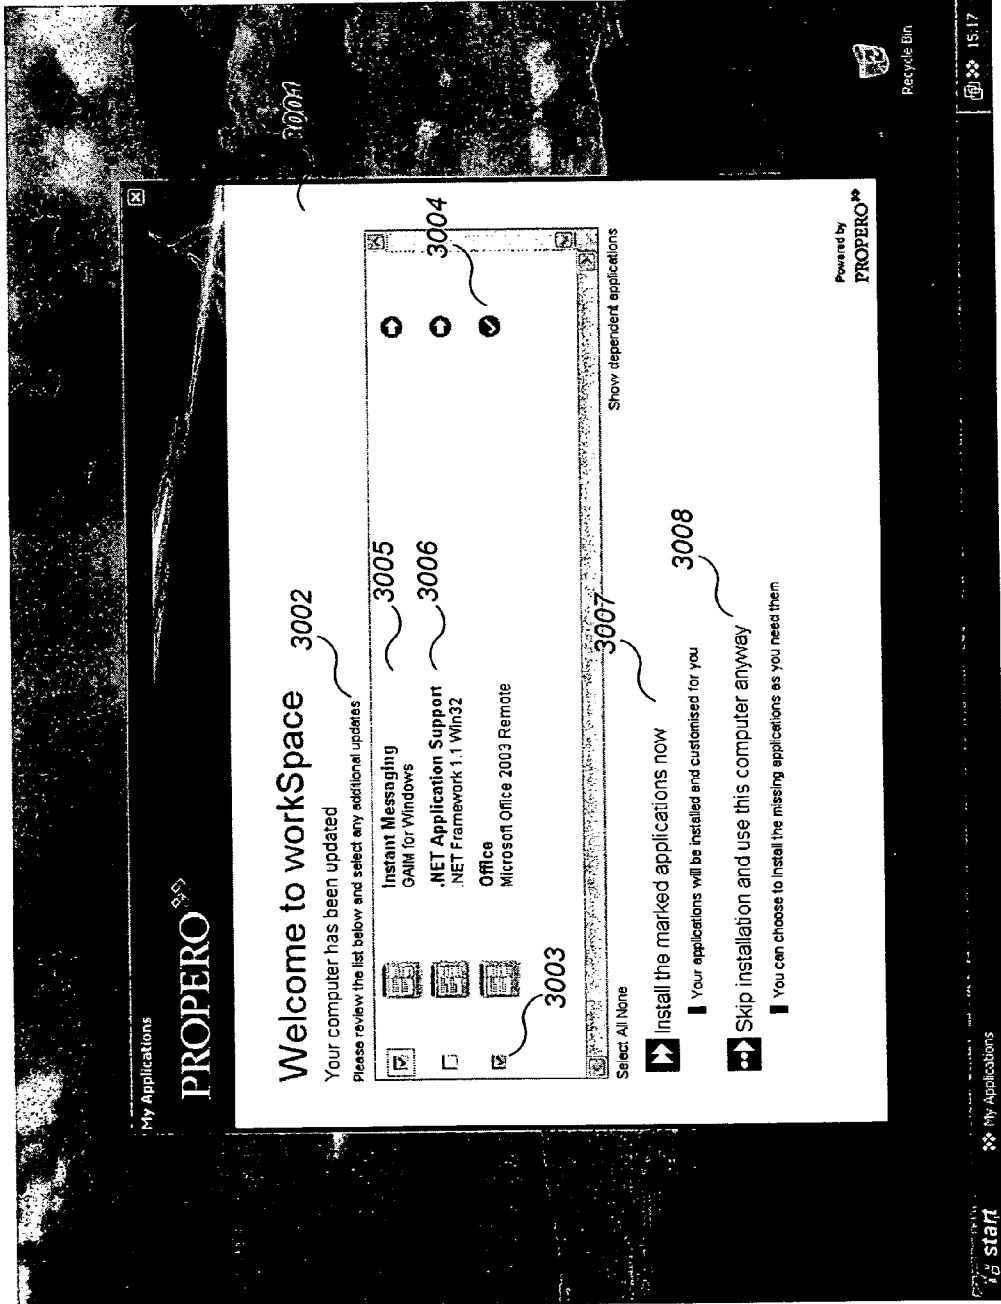 My Applications
PROPERO
Welcome to workSpace
Your computer has been updated
3002
Please review the list below and select any additional updates
Instant Messaging
GAIM for Windows
3005
.NET Application Support
.NET Framework 1.1 Win32
3006
Office
Microsoft Office 2003 Remote
3003
3004
Select All None
Show dependent applications
Install the marked applications now
3007
Your applications will be installed and customised for you
Skip installation and use this computer anyway
3008
You can choose to install the missing applications as you need them
Powered by
PROPERO
Recycle Bin
start
My Applications
15:17